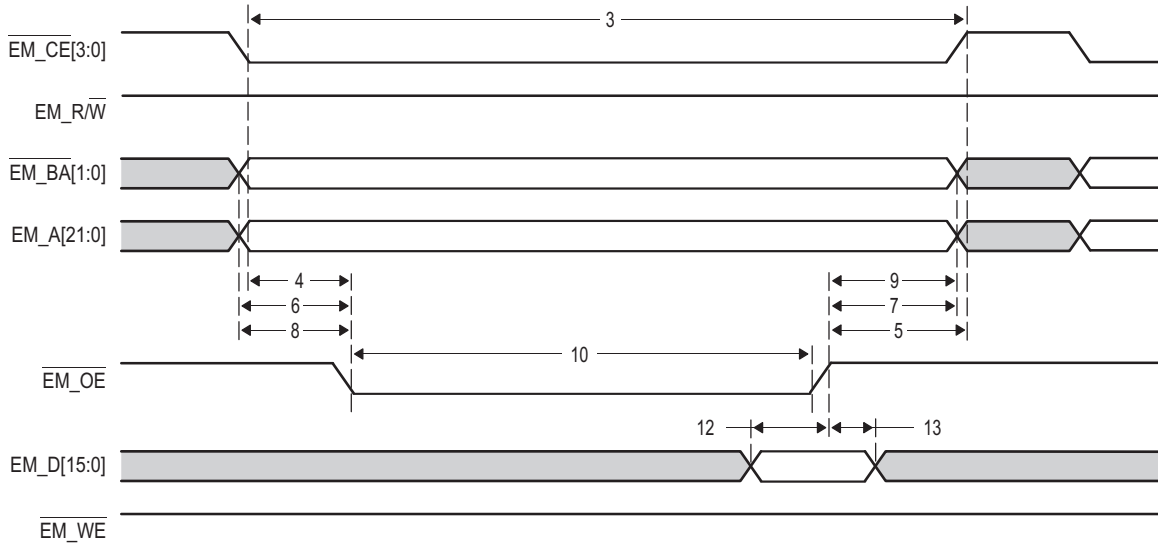 3
EM_CE[3:0]
EM_R/W
EM_BA[1:0]
EM_A[21:0]
4 9
6 7
8 5
10
EM_OE
12 13
EM_D[15:0]
EM_WE